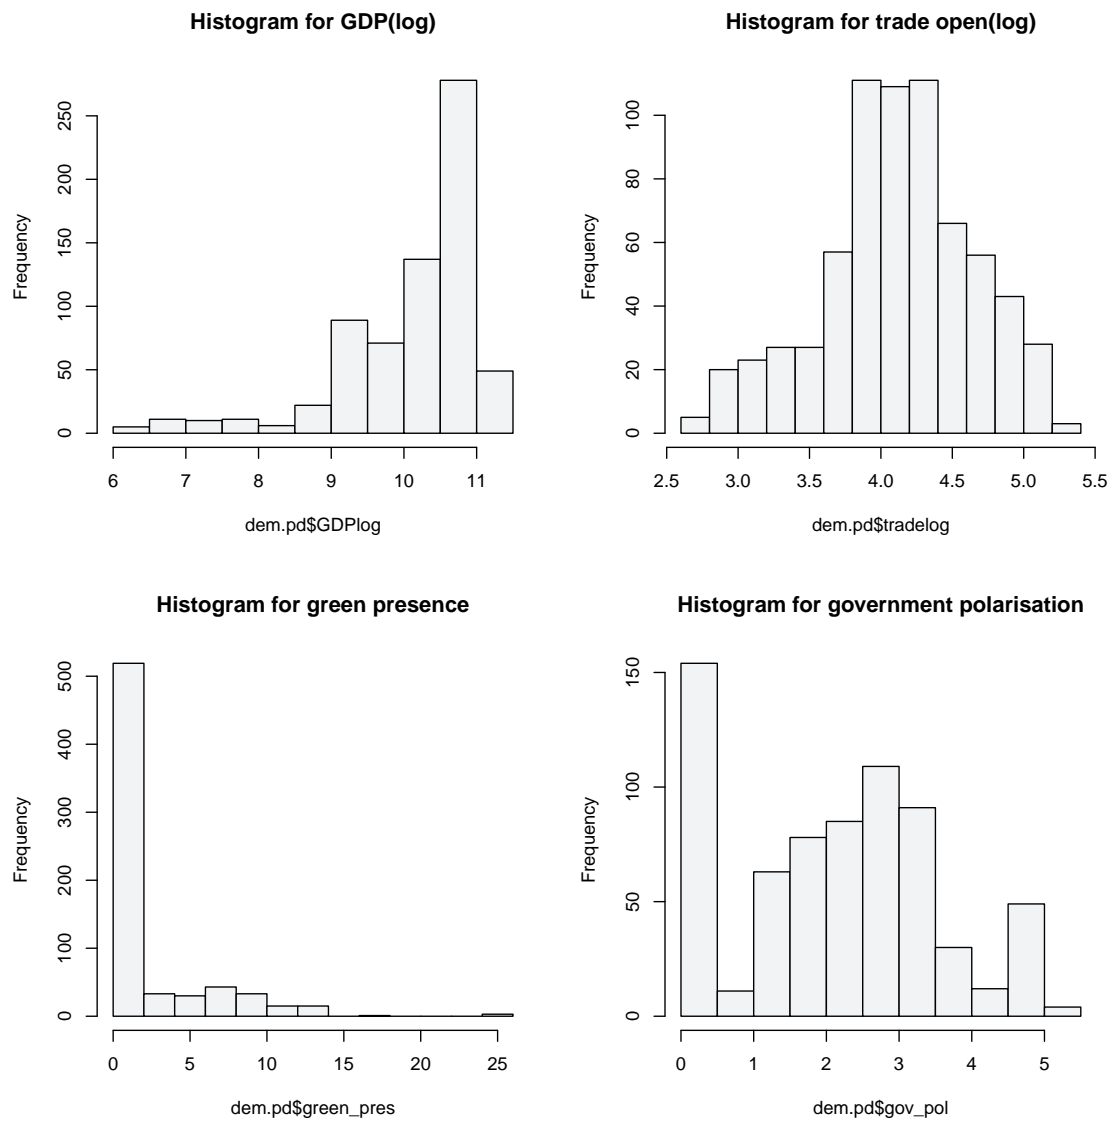 Histogram for GDP(log)
Frequency
0 50 100 150 200 250
6 7 8 9 10 11
dem.pd$GDPlog
Histogram for trade open(log)
Frequency
0 20 40 60 80 100
2.5 3.0 3.5 4.0 4.5 5.0 5.5
dem.pd$tradelog
Histogram for green presence
Frequency
0 100 200 300 400 500
0 5 10 15 20 25
dem.pd$green_pres
Histogram for government polarisation
Frequency
0 50 100 150
0 1 2 3 4 5
dem.pd$gov_pol